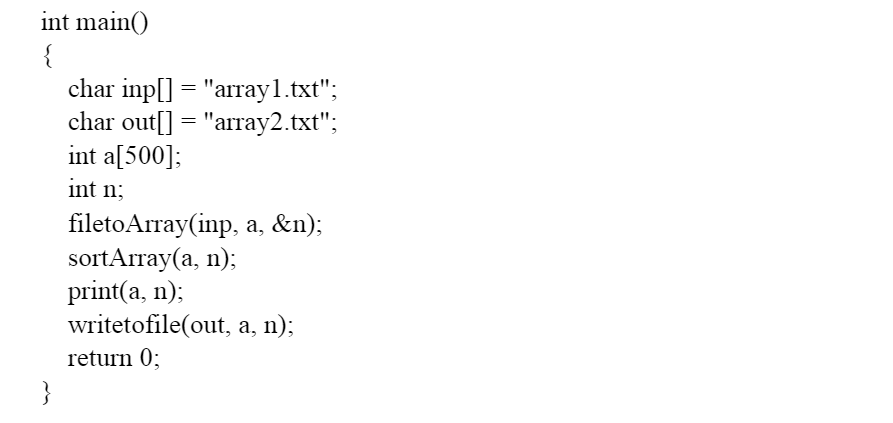 int main()
{
char inp[] = "array1.txt";
char out[] = "array2.txt";
int a[500];
int n;
filetoArray(inp, a, &n);
sortArray(a, n);
print(a, n);
writetofile(out, a, n);
return 0;
}